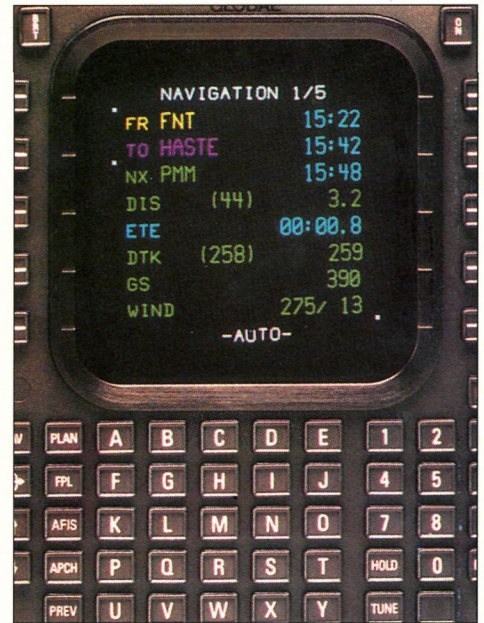 GLOBAL
BRT
ON
NAVIGATION 1/5
FR FNT 15:22
TO HASTE 15:42
NX. PMM 15:48
DIS (44) 3.2
ETE 00:00.8
DTK (258) 259
GS 390
WIND 275/ 13
-AUTO-
PLAN A B C D E 1 2
FPL F G H I J 4 5
AFIS K L M N O 7 8
APCH P Q R S T HOLD 0
PREV U V W X Y TUNE